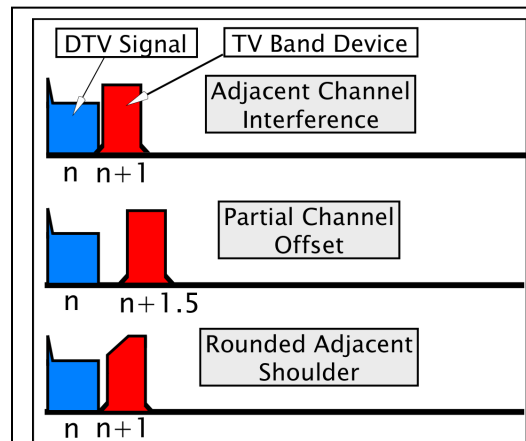 DTV Signal
TV Band Device
Adjacent Channel
Interference
n
n+1
Partial Channel
Offset
n
n+1.5
Rounded Adjacent
Shoulder
n
n+1